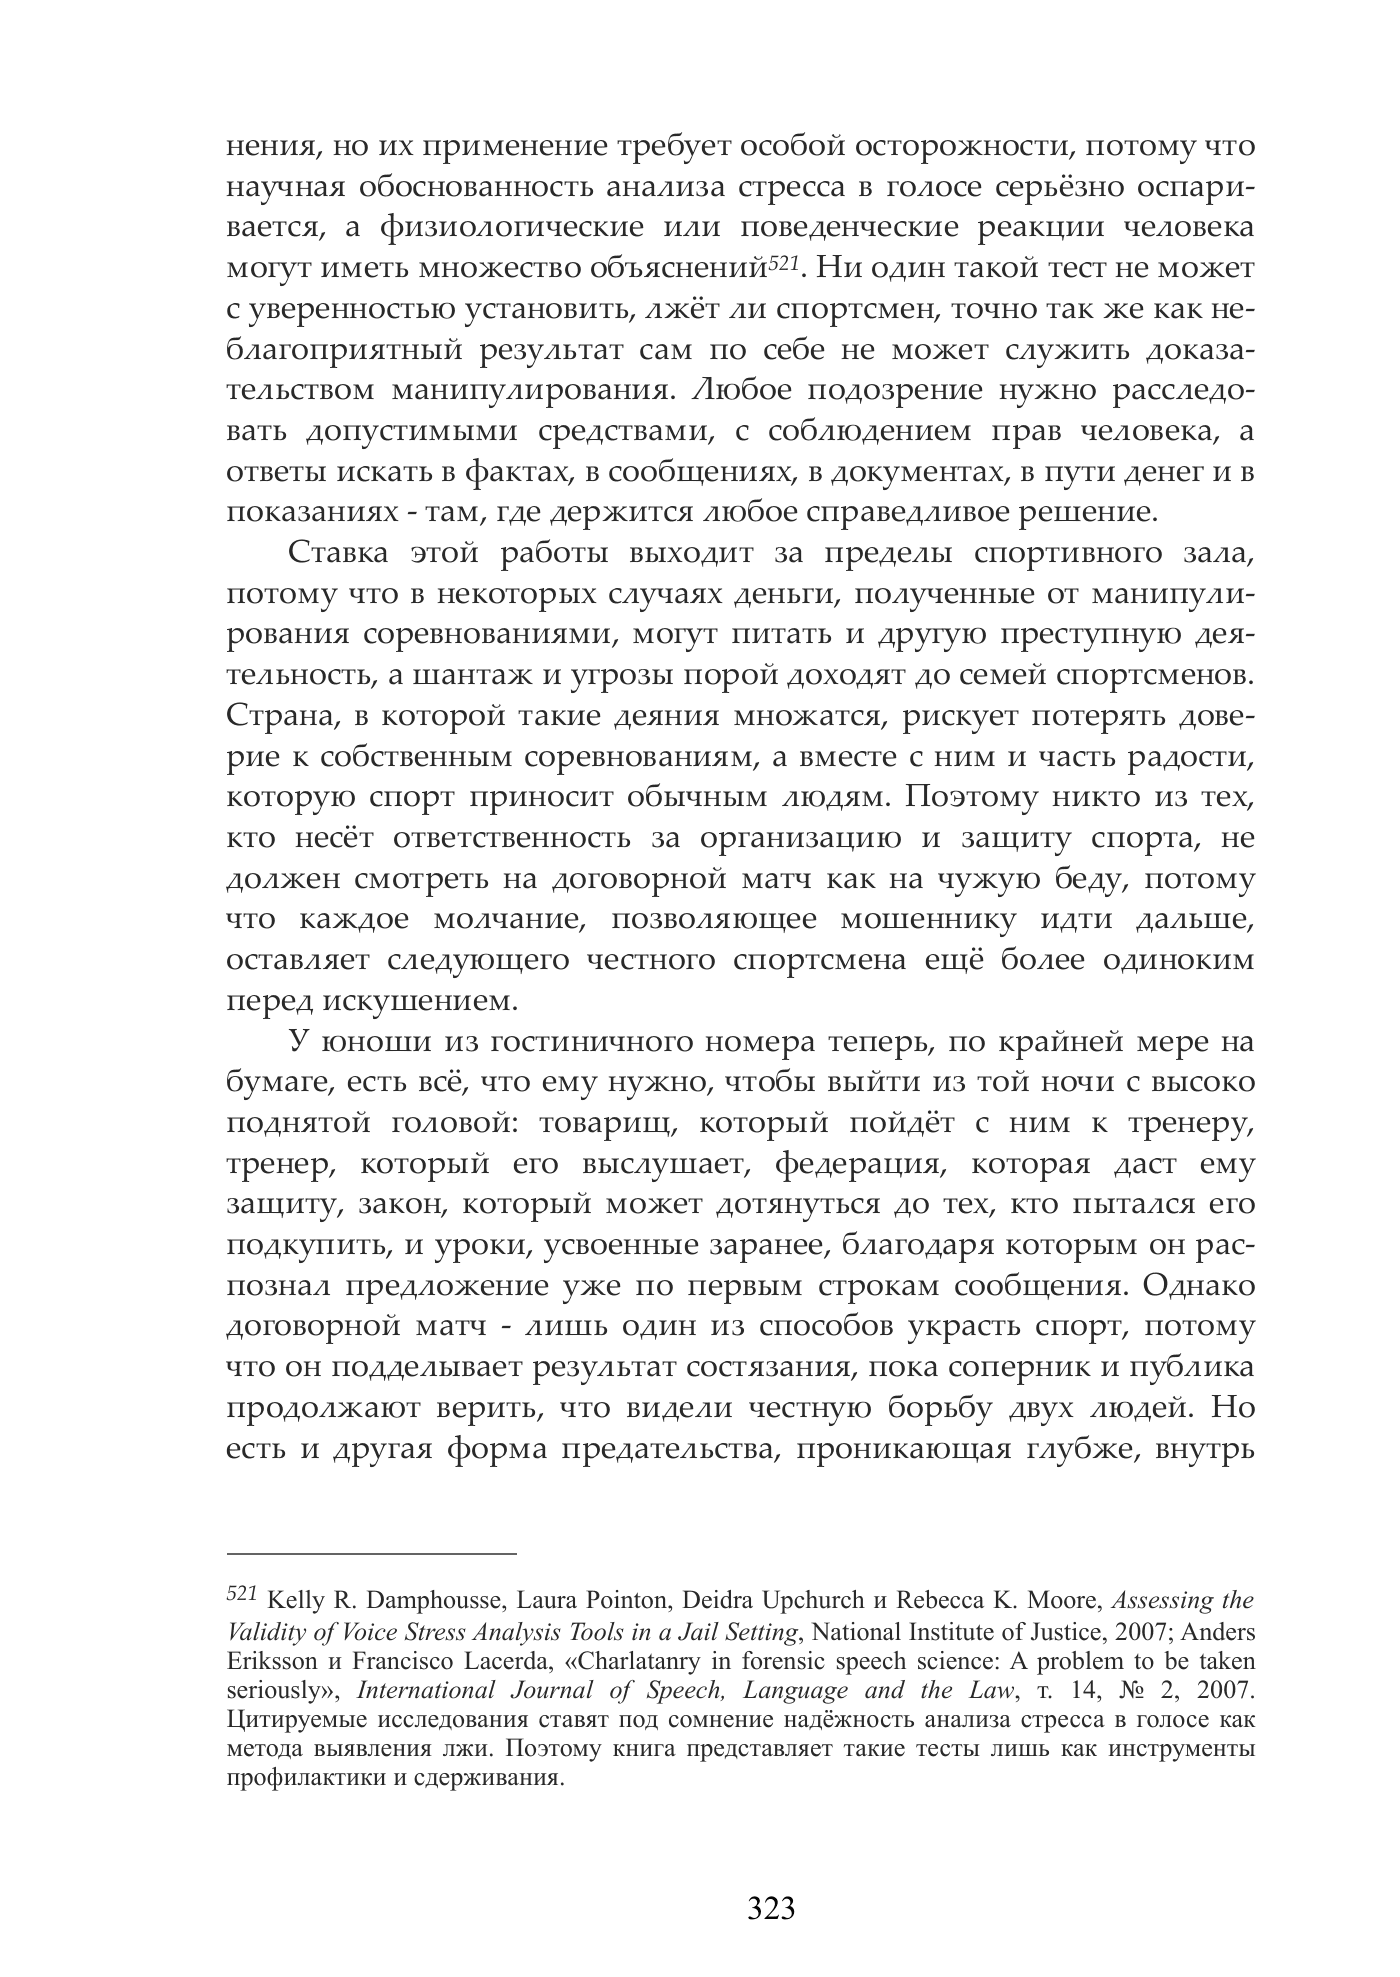 нения, но их применение требует особой осторожности, потому что
научная обоснованность анализа стресса в голосе серьёзно оспари-
вается, а физиологические или поведенческие реакции человека
могут иметь множество объяснений521. Ни один такой тест не может
с уверенностью установить, лжёт ли спортсмен, точно так же как не-
благоприятный результат сам по себе не может служить доказа-
тельством манипулирования. Любое подозрение нужно расследо-
вать допустимыми средствами, с соблюдением прав человека, а
ответы искать в фактах, в сообщениях, в документах, в пути денег и в
показаниях - там, где держится любое справедливое решение.
Ставка этой работы выходит за пределы спортивного зала,
потому что в некоторых случаях деньги, полученные от манипули-
рования соревнованиями, могут питать и другую преступную дея-
тельность, а шантаж и угрозы порой доходят до семей спортсменов.
Страна, в которой такие деяния множатся, рискует потерять дове-
рие к собственным соревнованиям, а вместе с ним и часть радости,
которую спорт приносит обычным людям. Поэтому никто из тех,
кто несёт ответственность за организацию и защиту спорта, не
должен смотреть на договорной матч как на чужую беду, потому
что каждое молчание, позволяющее мошеннику идти дальше,
оставляет следующего честного спортсмена ещё более одиноким
перед искушением.
У юноши из гостиничного номера теперь, по крайней мере на
бумаге, есть всё, что ему нужно, чтобы выйти из той ночи с высоко
поднятой головой: товарищ, который пойдёт с ним к тренеру,
тренер, который его выслушает, федерация, которая даст ему
защиту, закон, который может дотянуться до тех, кто пытался его
подкупить, и уроки, усвоенные заранее, благодаря которым он рас-
познал предложение уже по первым строкам сообщения. Однако
договорной матч - лишь один из способов украсть спорт, потому
что он подделывает результат состязания, пока соперник и публика
продолжают верить, что видели честную борьбу двух людей. Но
есть и другая форма предательства, проникающая глубже, внутрь
521 Kelly R. Damphousse, Laura Pointon, Deidra Upchurch и Rebecca K. Moore, Assessing the
Validity of Voice Stress Analysis Tools in a Jail Setting, National Institute of Justice, 2007; Anders
Eriksson и Francisco Lacerda, «Charlatanry in forensic speech science: A problem to be taken
seriously», International Journal of Speech, Language and the Law, т. 14, № 2, 2007.
Цитируемые исследования ставят под сомнение надёжность анализа стресса в голосе как
метода выявления лжи. Поэтому книга представляет такие тесты лишь как инструменты
профилактики и сдерживания.
323